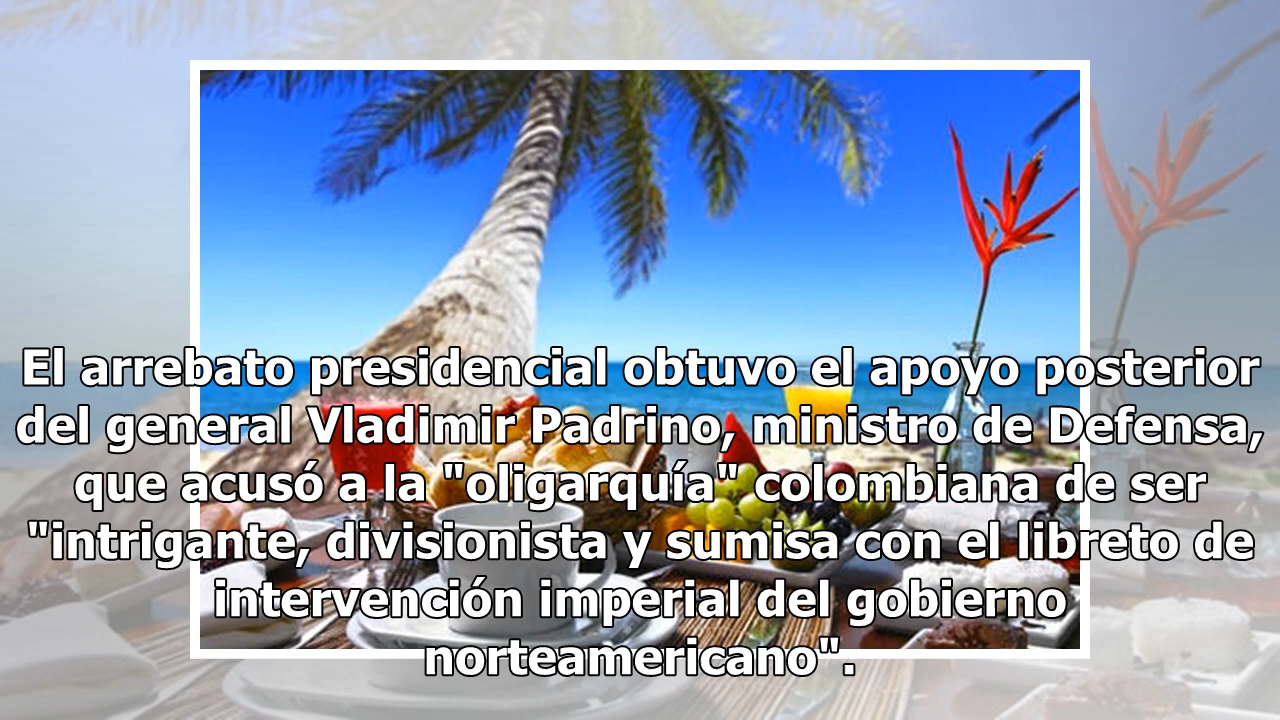 El arrebato presidencial obtuvo el apoyo posterior
del general Vladimir Padrino, ministro de Defensa,
que acusó a la "oligarquía" colombiana de ser
"intrigante, divisionista y sumisa con el libreto de
intervención imperial del gobierno
norteamericano".